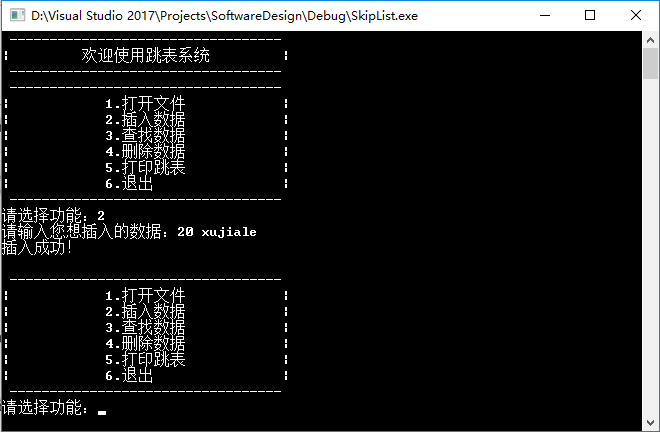 D:\Visual Studio 2017\Projects\SoftwareDesign\Debug\SkipList.exe
欢迎使用跳表系统
1.打开文件
2.插入数据
3.查找数据
4.删除数据
5.打印跳表
6.退出
请选择功能：2
请输入您想插入的数据：20 xujiale
插入成功！
1.打开文件
2.插入数据
3.查找数据
4.删除数据
5.打印跳表
6.退出
请选择功能：